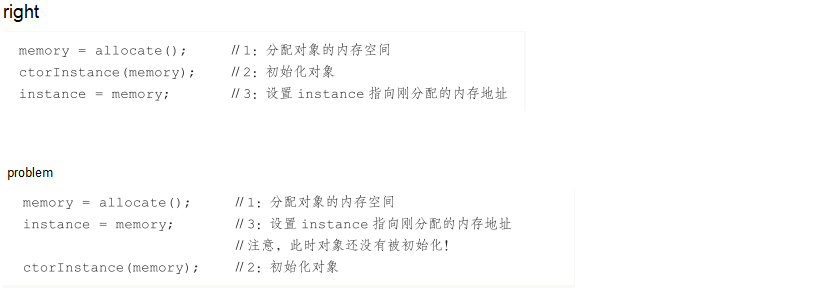 right
memory = allocate(); //1：分配对象的内存空间
ctorInstance(memory); //2：初始化对象
instance = memory; //3：设置 instance 指向刚分配的内存地址
problem
memory = allocate(); //1：分配对象的内存空间
instance = memory; //3：设置 instance 指向刚分配的内存地址
//注意，此时对象还没有被初始化！
ctorInstance(memory); //2：初始化对象